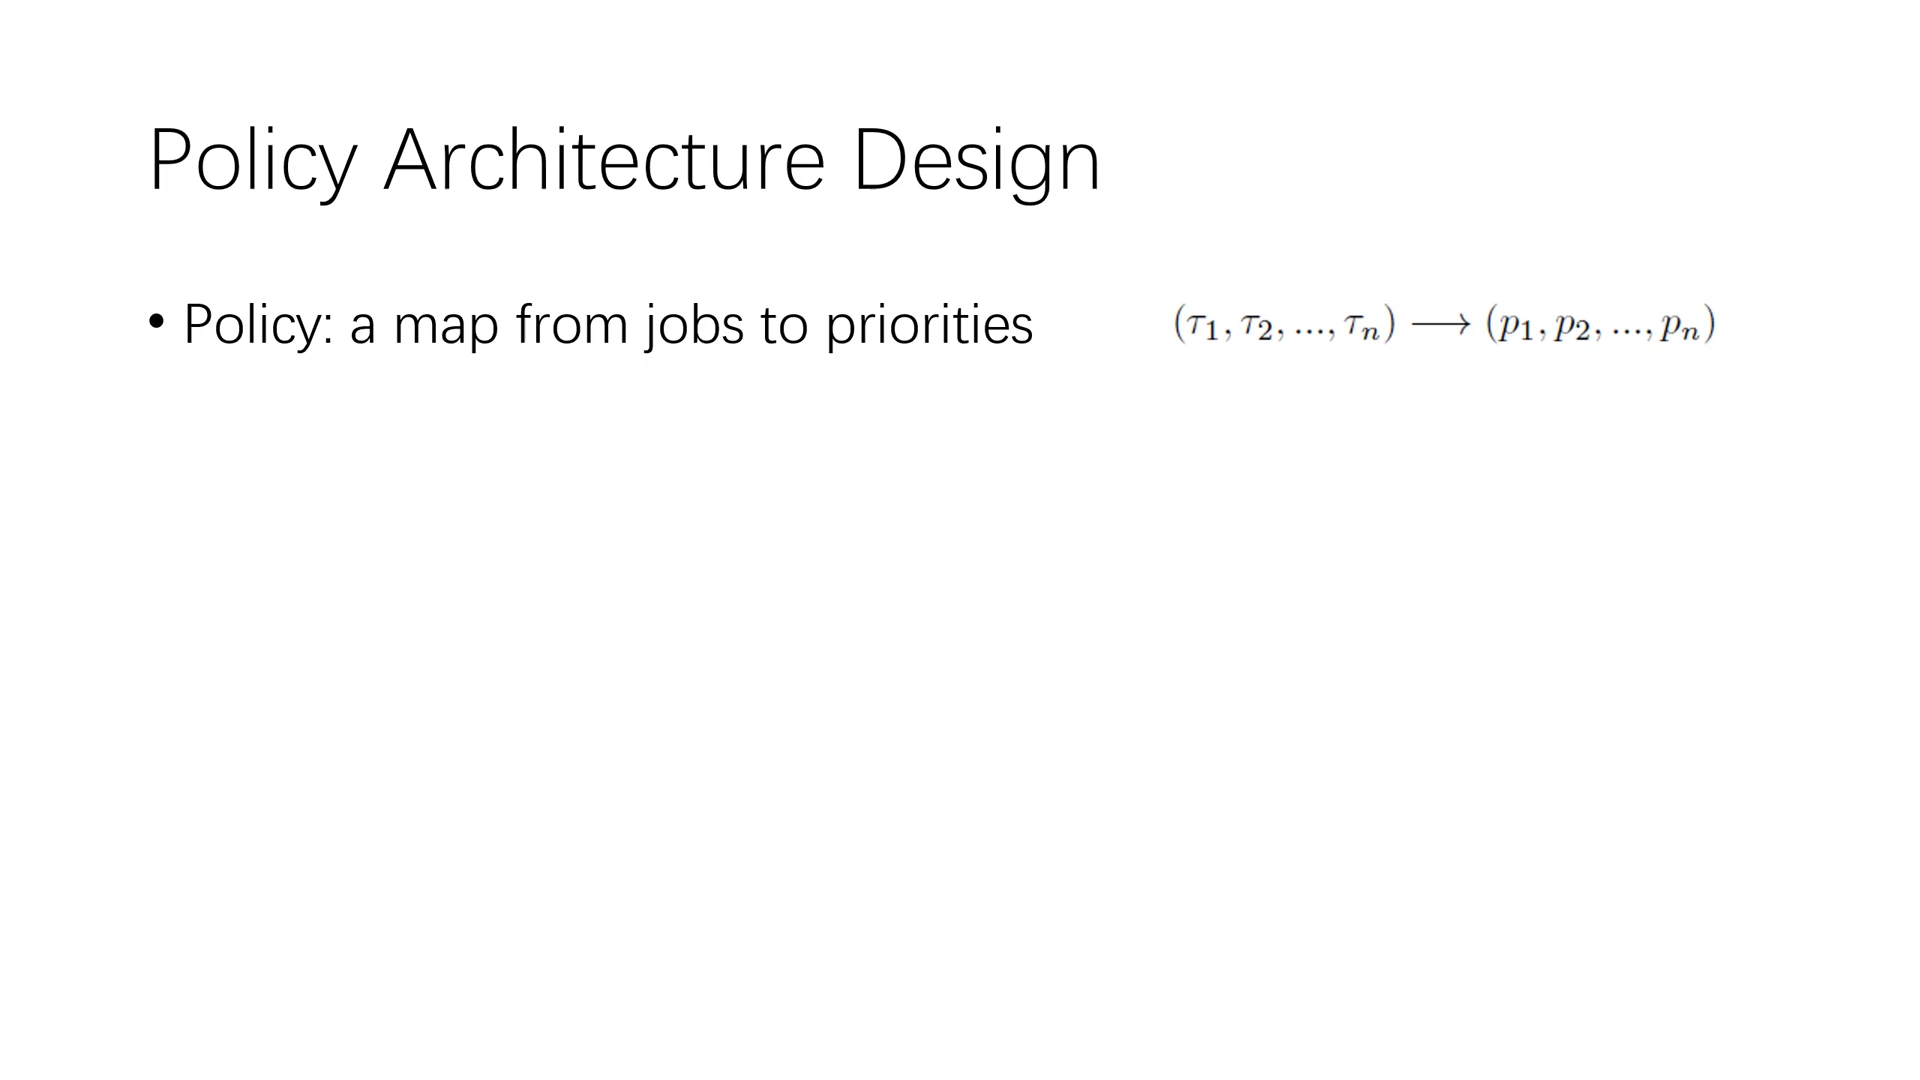 Policy Architecture Design
• Policy: a map from jobs to priorities (τ₁, τ₂, ..., τₙ) ⟶ (p₁, p₂, ..., pₙ)